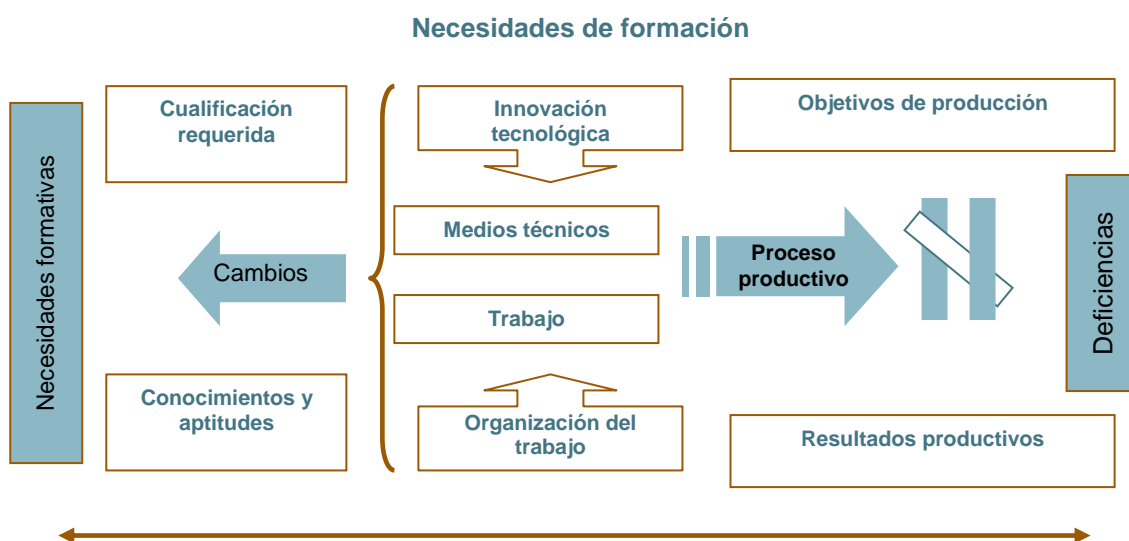 Necesidades de formación
Necesidades formativas
Cualificación
requerida
Cambios
Conocimientos y
aptitudes
Innovación
tecnológica
Medios técnicos
Trabajo
Organización del
trabajo
Proceso
productivo
Objetivos de producción
Resultados productivos
Deficiencias